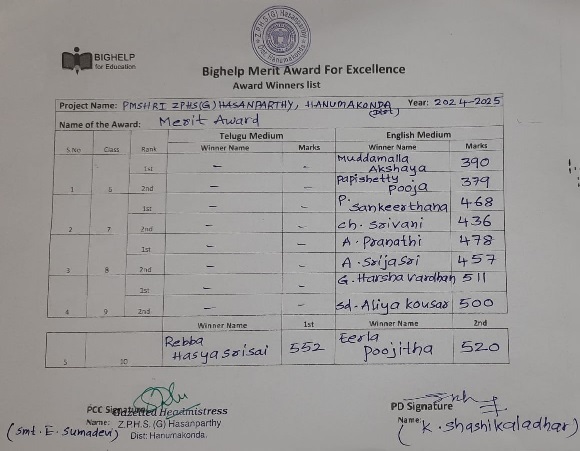 Z.P.H.S (G) Hasanparthy
Dist Hanumakonda
BIGHELP
for Education
Bighelp Merit Award For Excellence
Award Winners list
Project Name: PMSHRI ZPHS(G) HASANPARTHY, HANUMAKONDA (Dist) Year: 2024-2025
Name of the Award: Merit Award
Telugu Medium English Medium
S.No Class Rank Winner Name Marks Winner Name Marks
1 6 1st – – Muddamalla Akshaya 390
2nd – – Papishetty Pooja 379
2 7 1st – – P. Sankeerthana 468
2nd – – ch. Srivani 436
3 8 1st – – A. Pranathi 478
2nd – – A. Srijasri 457
4 9 1st – – G. Harsha vardhan 511
2nd – – sd. Aliya kousar 500
Winner Name 1st Winner Name 2nd
5 10 Rebba Hasyasrisai 552 Eerla Poojitha 520
PCC Signature PD Signature
Gazetted Headmistress
Name: Z.P.H.S. (G) Hasanparthy Name:
(Smt. E. Sumadevi) Dist: Hanumakonda. (K. Shashikaladhar)